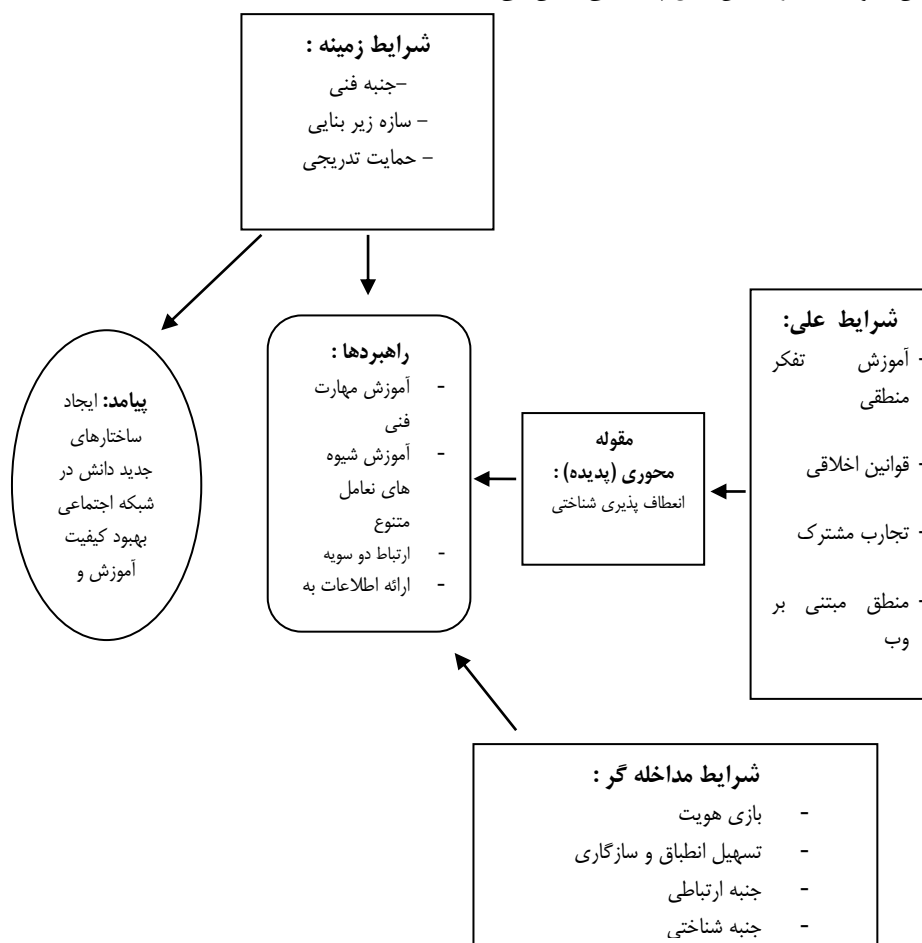 شرایط زمینه :
–جنبه فنی
– سازه زیر بنایی
– حمایت تدریجی
شرایط علی:
- آموزش تفکر
منطقی
- قوانین اخلاقی
- تجارب مشترک
- منطق مبتنی بر
وب
مقوله
محوری (پدیده) :
انعطاف پذیری شناختی
راهبردها :
- آموزش مهارت
فنی
- آموزش شیوه
های نعامل
متنوع
- ارتباط دو سویه
- ارائه اطلاعات به
پیامد: ایجاد
ساختارهای
جدید دانش در
شبکه اجتماعی
بهبود کیفیت
آموزش و
شرایط مداخله گر :
- بازی هویت
- تسهیل انطباق و سازگاری
- جنبه ارتباطی
- جنبه شناختی